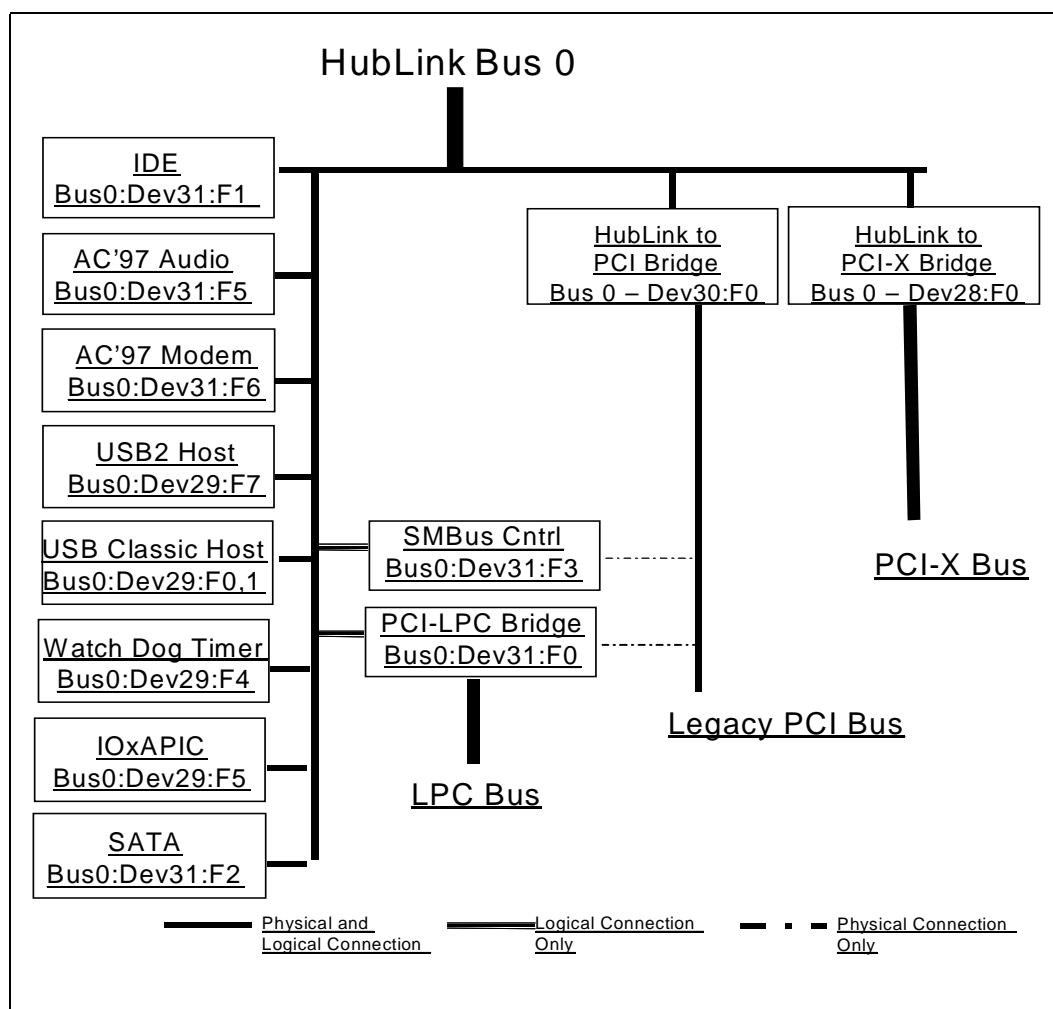 HubLink Bus 0
IDE
Bus0:Dev31:F1
AC'97 Audio
Bus0:Dev31:F5
AC'97 Modem
Bus0:Dev31:F6
USB2 Host
Bus0:Dev29:F7
USB Classic Host
Bus0:Dev29:F0,1
Watch Dog Timer
Bus0:Dev29:F4
IOxAPIC
Bus0:Dev29:F5
SATA
Bus0:Dev31:F2
SMBus Cntrl
Bus0:Dev31:F3
PCI-LPC Bridge
Bus0:Dev31:F0
LPC Bus
HubLink to
PCI Bridge
Bus 0 – Dev30:F0
Legacy PCI Bus
HubLink to
PCI-X Bridge
Bus 0 – Dev28:F0
PCI-X Bus
Physical and
Logical Connection
Logical Connection
Only
Physical Connection
Only